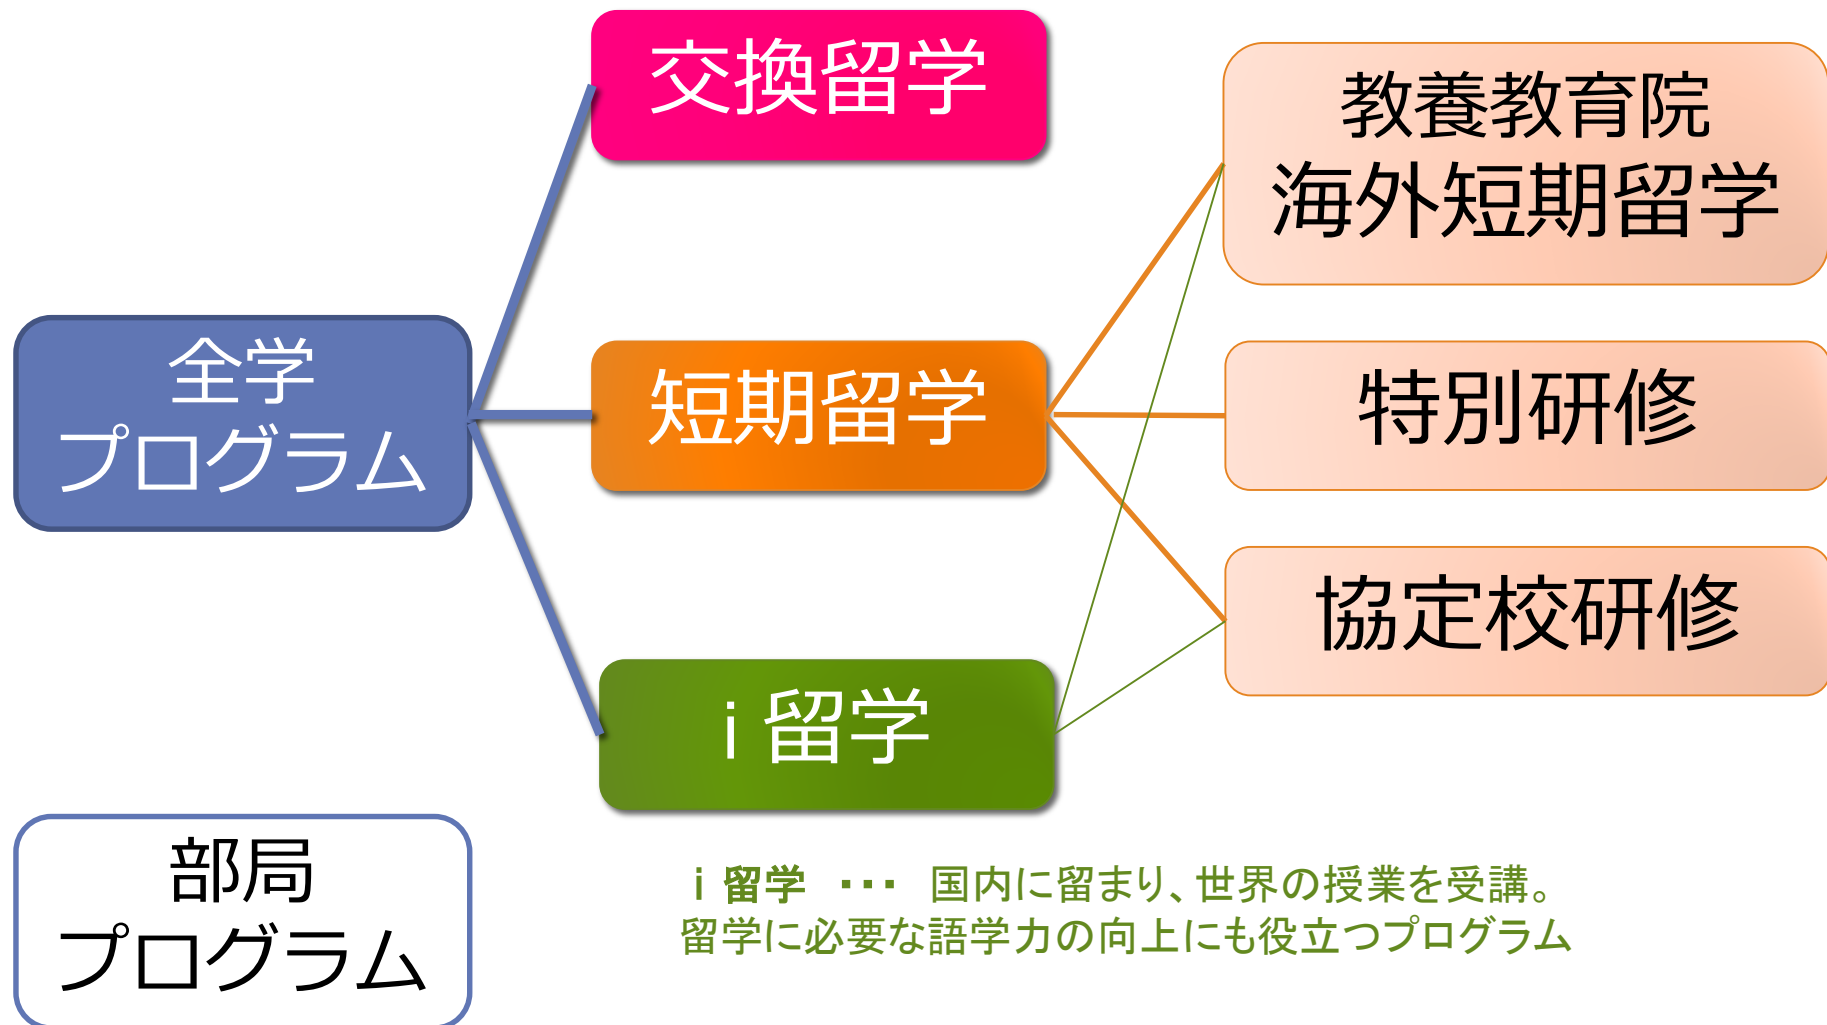 交換留学
教養教育院
海外短期留学
全学
プログラム
短期留学
特別研修
協定校研修
i 留学
部局
プログラム
i 留学 ･･･ 国内に留まり、世界の授業を受講。
留学に必要な語学力の向上にも役立つプログラム